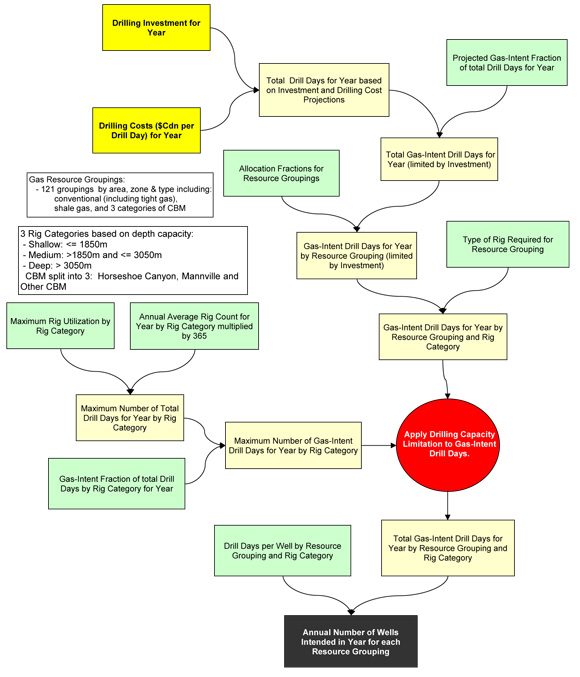 Drilling Investment for
Year
Projected Gas-Intent Fraction
of total Drill Days for Year
Total Drill Days for Year based
on Investment and Drilling Cost
Projections
Drilling Costs ($Cdn per
Drill Day) for Year
Total Gas-Intent Drill Days for
Year (limited by Investment)
Allocation Fractions for
Resource Groupings
Gas Resource Groupings:
- 121 groupings by area, zone & type including:
conventional (including tight gas),
shale gas, and 3 categories of CBM
3 Rig Categories based on depth capacity:
- Shallow: <= 1850m
- Medium: >1850m and <= 3050m
- Deep: > 3050m
CBM split into 3: Horseshoe Canyon, Mannville and
Other CBM
Gas-Intent Drill Days for Year
by Resource Grouping (limited
by Investment)
Type of Rig Required for
Resource Grouping
Maximum Rig Utilization by
Rig Category
Annual Average Rig Count for
Year by Rig Category multiplied
by 365
Gas-Intent Drill Days for Year by
Resource Grouping and Rig
Category
Maximum Number of Total
Drill Days for Year by Rig
Category
Maximum Number of Gas-Intent
Drill Days for Year by Rig Category
Apply Drilling Capacity
Limitation to Gas-Intent
Drill Days.
Gas-Intent Fraction of total Drill
Days by Rig Category for Year
Drill Days per Well by Resource
Grouping and Rig Category
Total Gas-Intent Drill Days for
Year by Resource Grouping and
Rig Category
Annual Number of Wells
Intended in Year for each
Resource Grouping